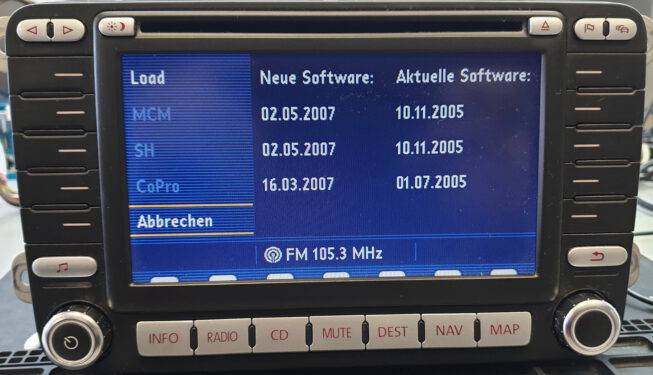 Load Neue Software: Aktuelle Software:
MCM 02.05.2007 10.11.2005
SH 02.05.2007 10.11.2005
CoPro 16.03.2007 01.07.2005
Abbrechen
FM 105.3 MHz
INFO RADIO CD MUTE DEST NAV MAP